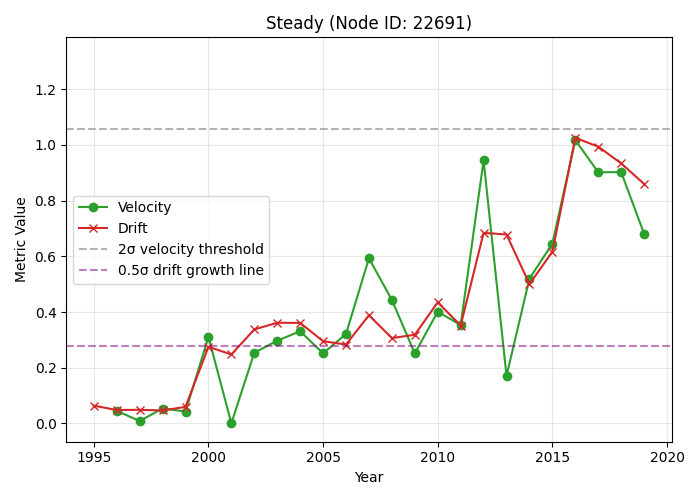 Steady (Node ID: 22691)
Metric Value
1.2
1.0
0.8
0.6
0.4
0.2
0.0
Velocity
Drift
2σ velocity threshold
0.5σ drift growth line
1995
2000
2005
2010
2015
2020
Year